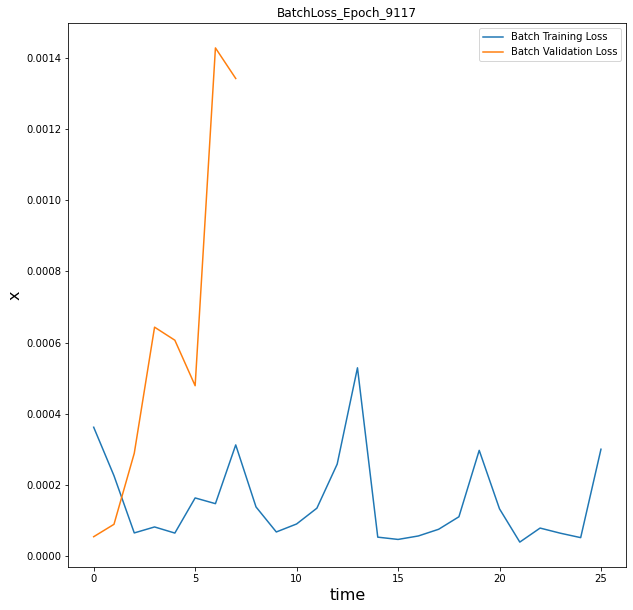 BatchLoss_Epoch_9117
Batch Training Loss
Batch Validation Loss
0.0014
0.0012
0.0010
0.0008
0.0006
0.0004
0.0002
0.0000
x
0 5 10 15 20 25
time